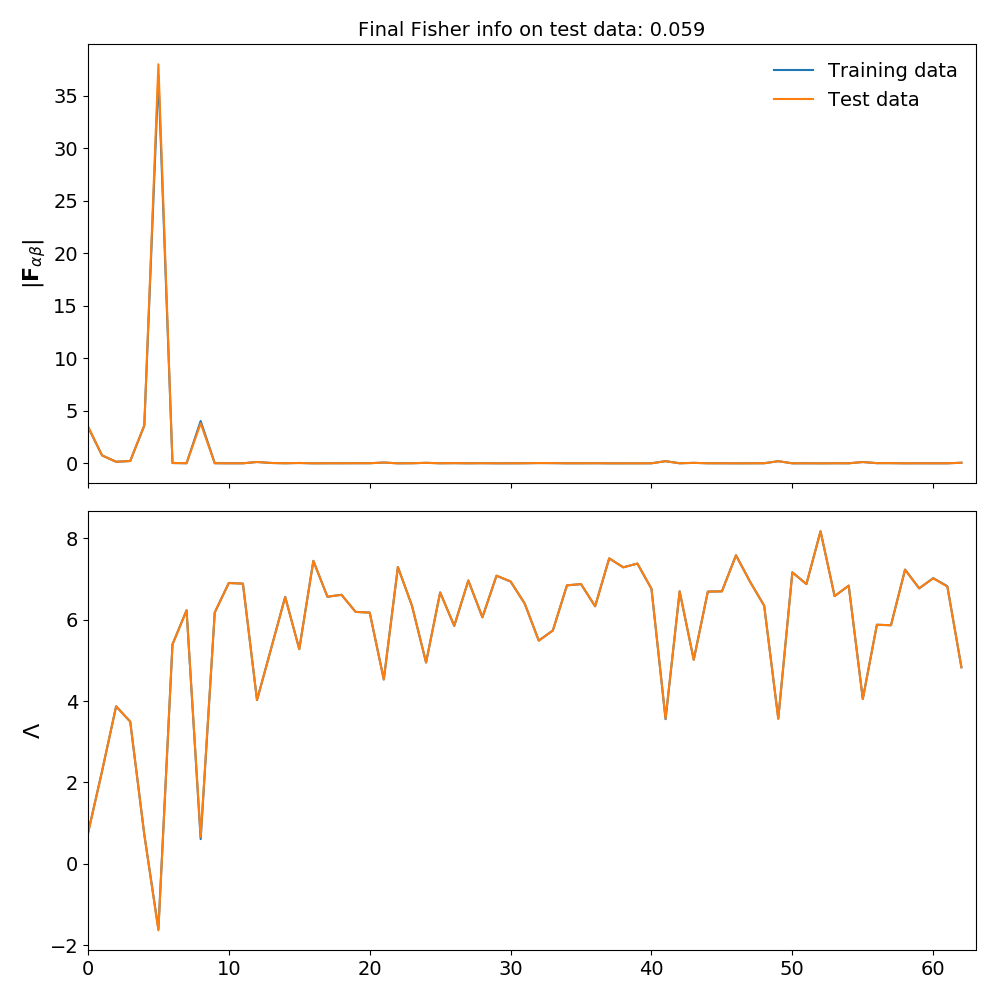 Final Fisher info on test data: 0.059
Training data
Test data
|F_{αβ}|
35
30
25
20
15
10
5
0
Λ
8
6
4
2
0
−2
0 10 20 30 40 50 60